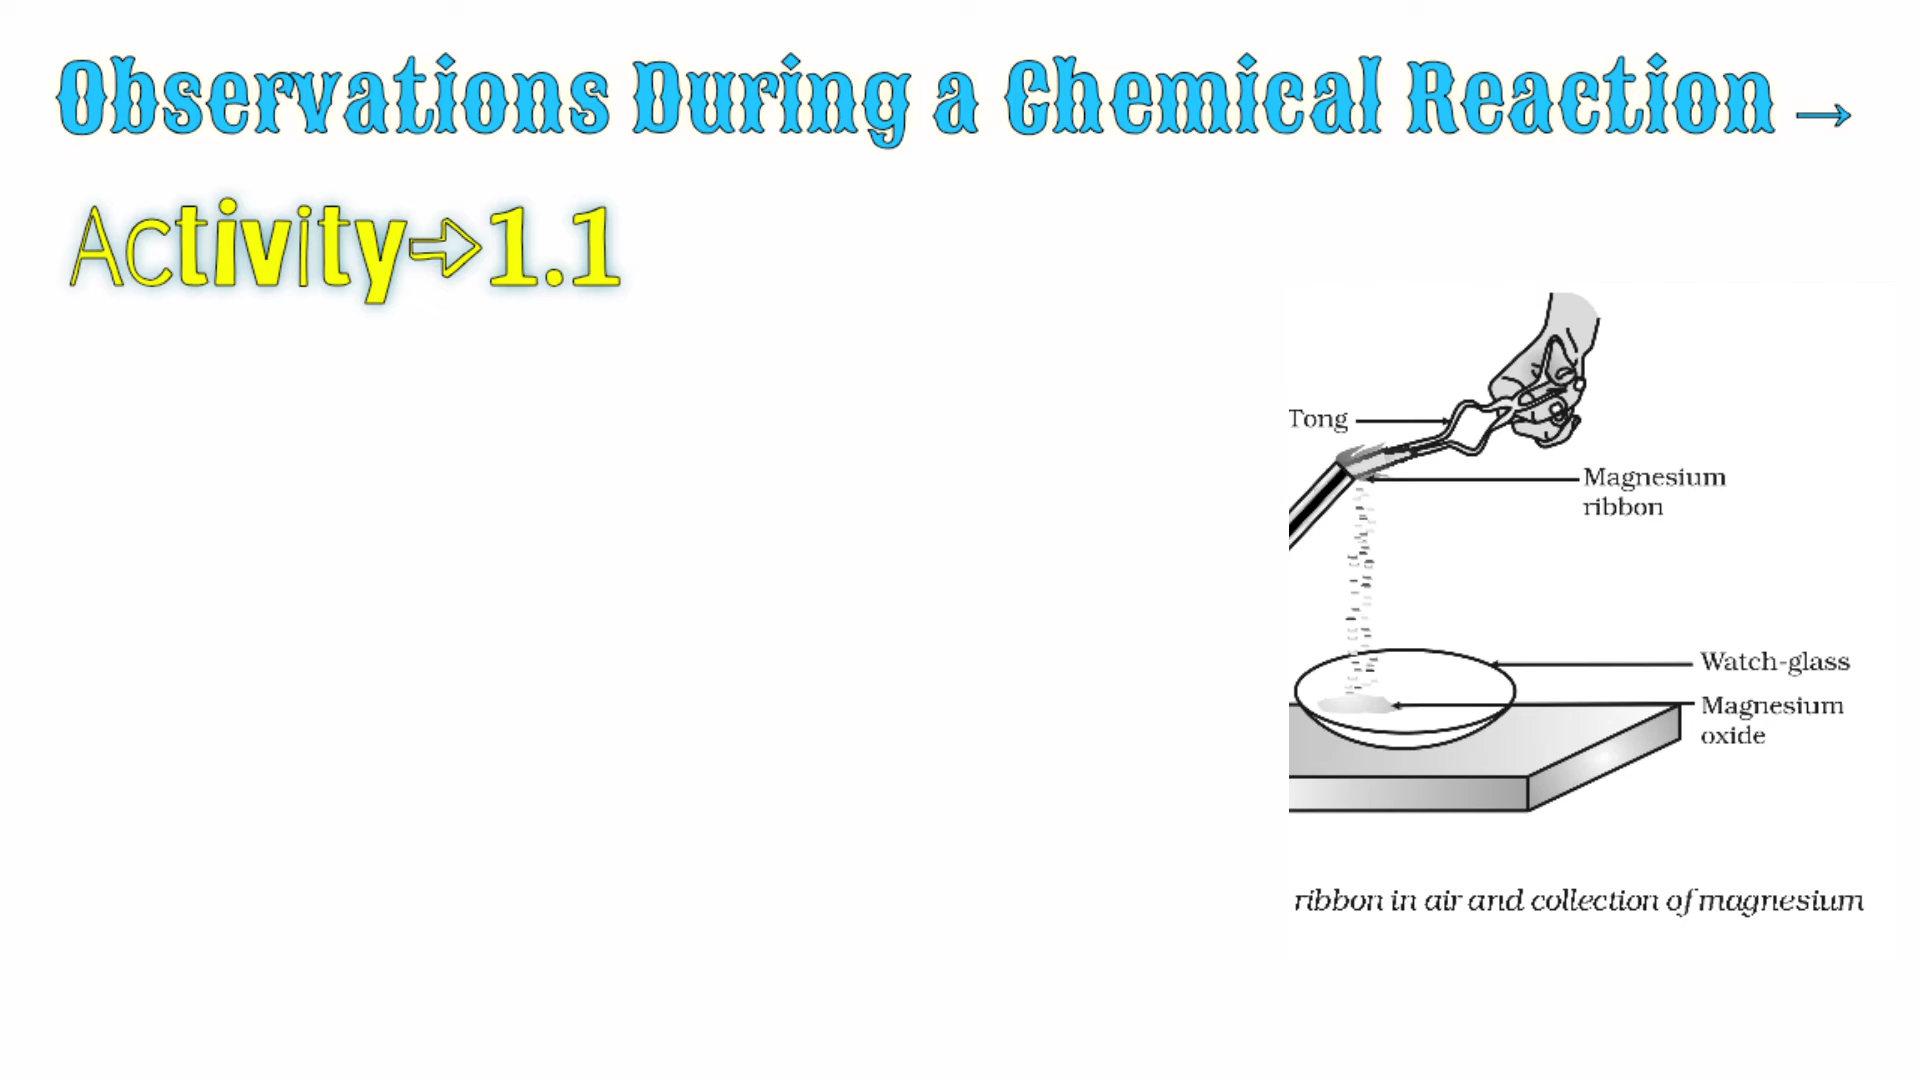 Observations During a Chemical Reaction →
Activity⇨1.1
Tong
Magnesium
ribbon
Watch-glass
Magnesium
oxide
ribbon in air and collection of magnesium